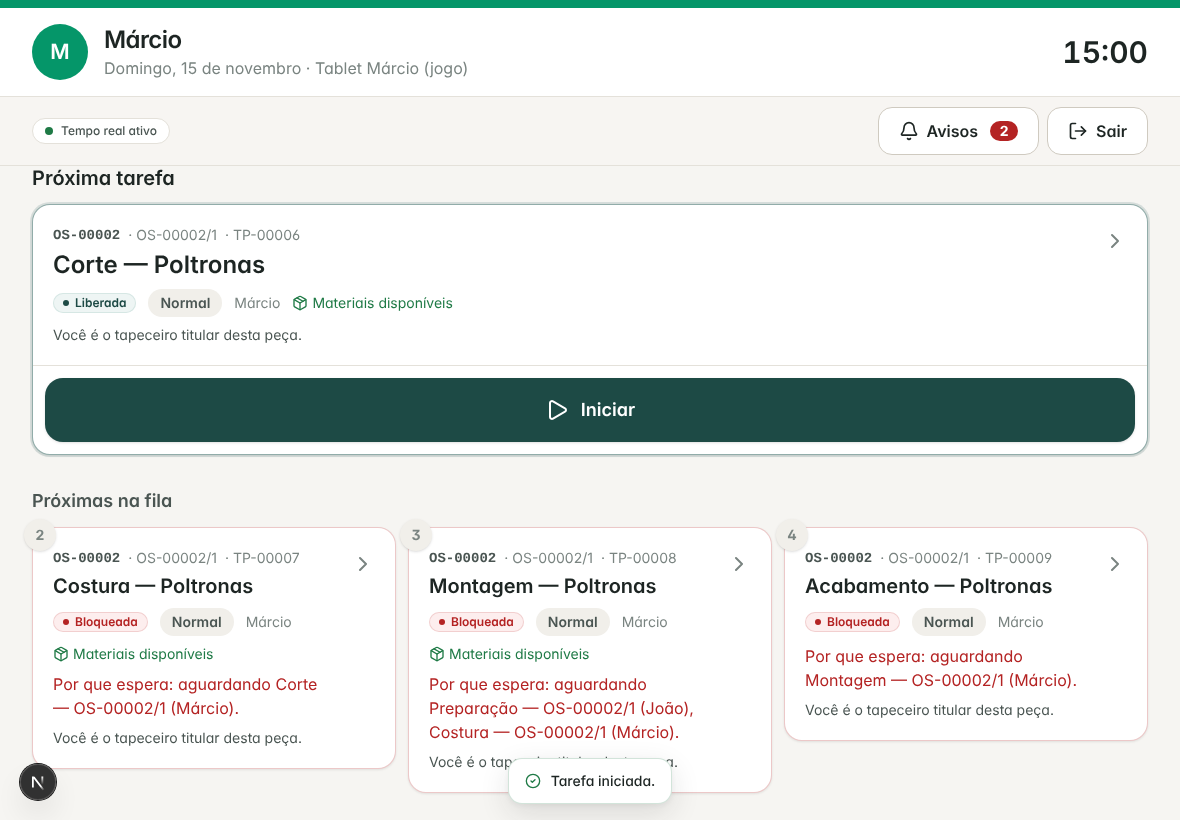 M
Márcio
Domingo, 15 de novembro · Tablet Márcio (jogo)
15:00
Tempo real ativo
Avisos 2
Sair
Próxima tarefa
OS-00002 · OS-00002/1 · TP-00006
Corte — Poltronas
Liberada Normal Márcio Materiais disponíveis
Você é o tapeceiro titular desta peça.
Iniciar
Próximas na fila
2
OS-00002 · OS-00002/1 · TP-00007
Costura — Poltronas
Bloqueada Normal Márcio
Materiais disponíveis
Por que espera: aguardando Corte
— OS-00002/1 (Márcio).
Você é o tapeceiro titular desta peça.
3
OS-00002 · OS-00002/1 · TP-00008
Montagem — Poltronas
Bloqueada Normal Márcio
Materiais disponíveis
Por que espera: aguardando
Preparação — OS-00002/1 (João),
Costura — OS-00002/1 (Márcio).
Você é o a.
4
OS-00002 · OS-00002/1 · TP-00009
Acabamento — Poltronas
Bloqueada Normal Márcio
Por que espera: aguardando
Montagem — OS-00002/1 (Márcio).
Você é o tapeceiro titular desta peça.
Tarefa iniciada.
N